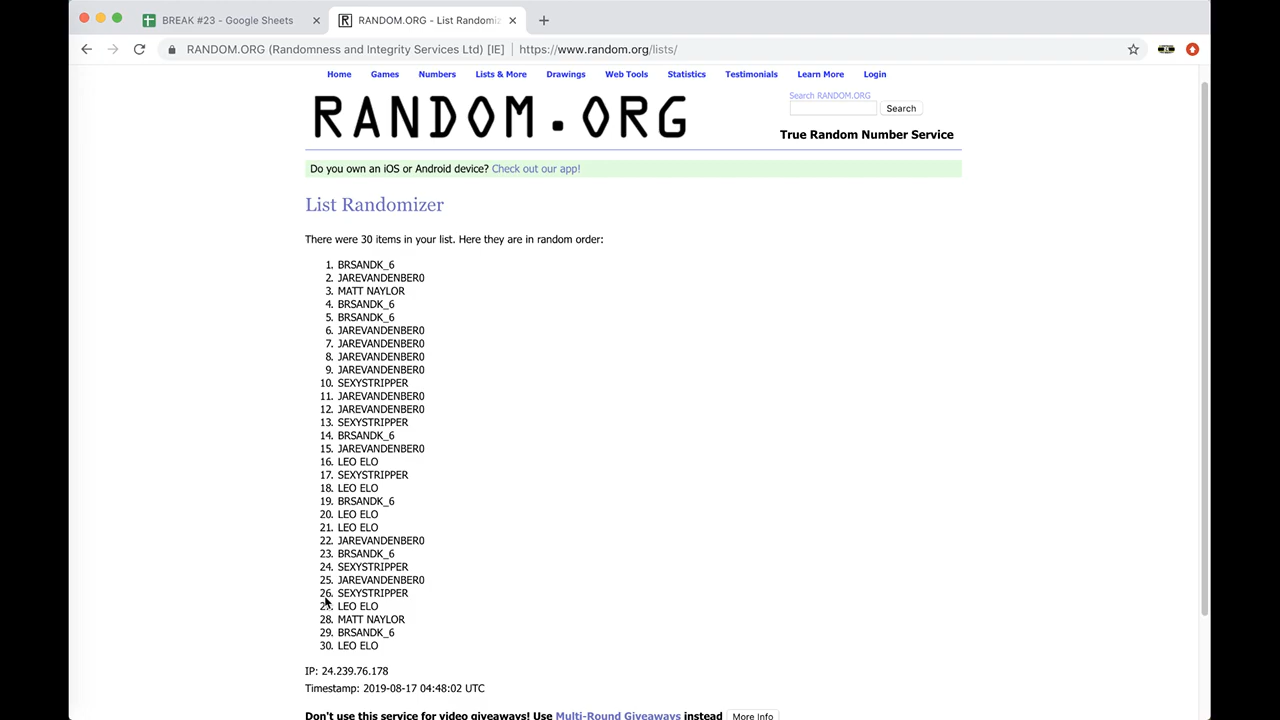 BREAK #23 - Google Sheets
RANDOM.ORG - List Randomiz
RANDOM.ORG (Randomness and Integrity Services Ltd) [IE] | https://www.random.org/lists/
Home Games Numbers Lists & More Drawings Web Tools Statistics Testimonials Learn More Login
Search RANDOM.ORG
Search
RANDOM.ORG
True Random Number Service
Do you own an iOS or Android device? Check out our app!
List Randomizer
There were 30 items in your list. Here they are in random order:
1. BRSANDK_6
2. JAREVANDENBER0
3. MATT NAYLOR
4. BRSANDK_6
5. BRSANDK_6
6. JAREVANDENBER0
7. JAREVANDENBER0
8. JAREVANDENBER0
9. JAREVANDENBER0
10. SEXYSTRIPPER
11. JAREVANDENBER0
12. JAREVANDENBER0
13. SEXYSTRIPPER
14. BRSANDK_6
15. JAREVANDENBER0
16. LEO ELO
17. SEXYSTRIPPER
18. LEO ELO
19. BRSANDK_6
20. LEO ELO
21. LEO ELO
22. JAREVANDENBER0
23. BRSANDK_6
24. SEXYSTRIPPER
25. JAREVANDENBER0
26. SEXYSTRIPPER
27. LEO ELO
28. MATT NAYLOR
29. BRSANDK_6
30. LEO ELO
IP: 24.239.76.178
Timestamp: 2019-08-17 04:48:02 UTC
Don't use this service for video giveaways! Use Multi-Round Giveaways instead More Info